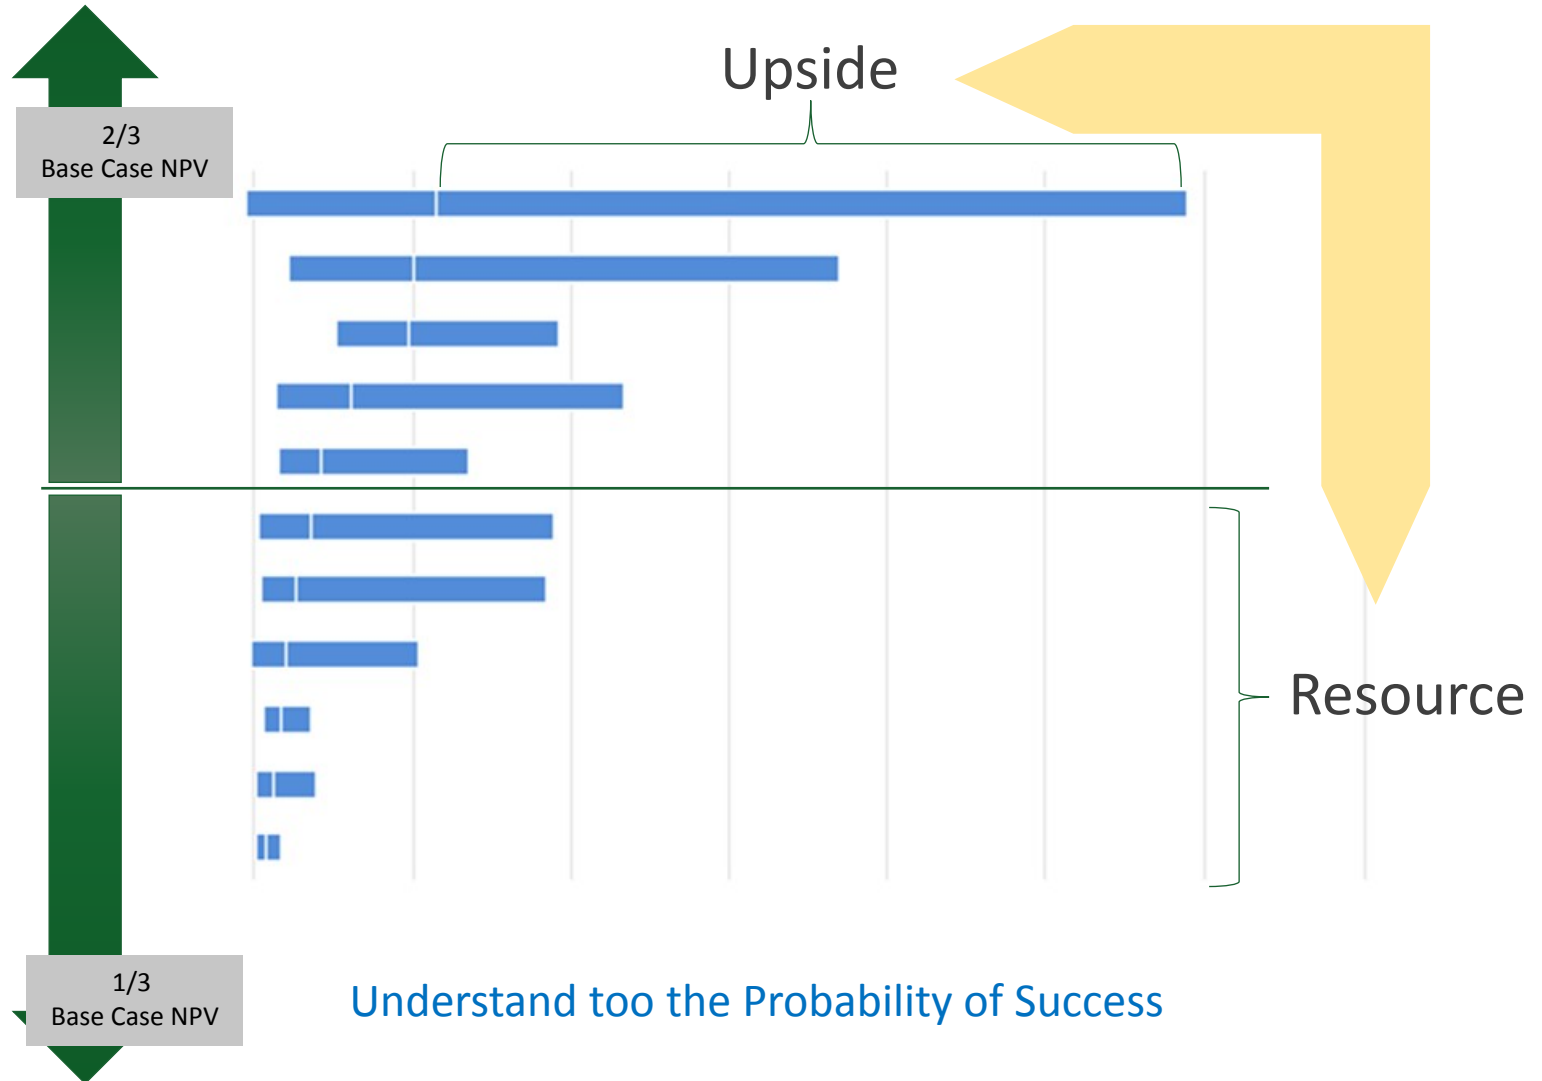 Upside
2/3
Base Case NPV
Resource
1/3
Base Case NPV
Understand too the Probability of Success